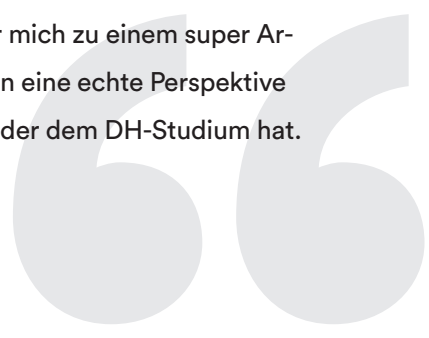 mich zu einem super Ar-
eine echte Perspektive
der dem DH-Studium hat.